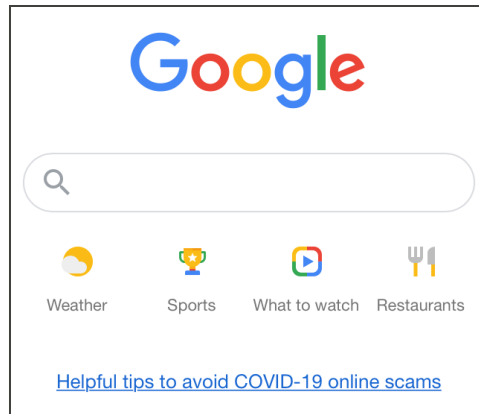 Google
Weather Sports What to watch Restaurants
Helpful tips to avoid COVID-19 online scams